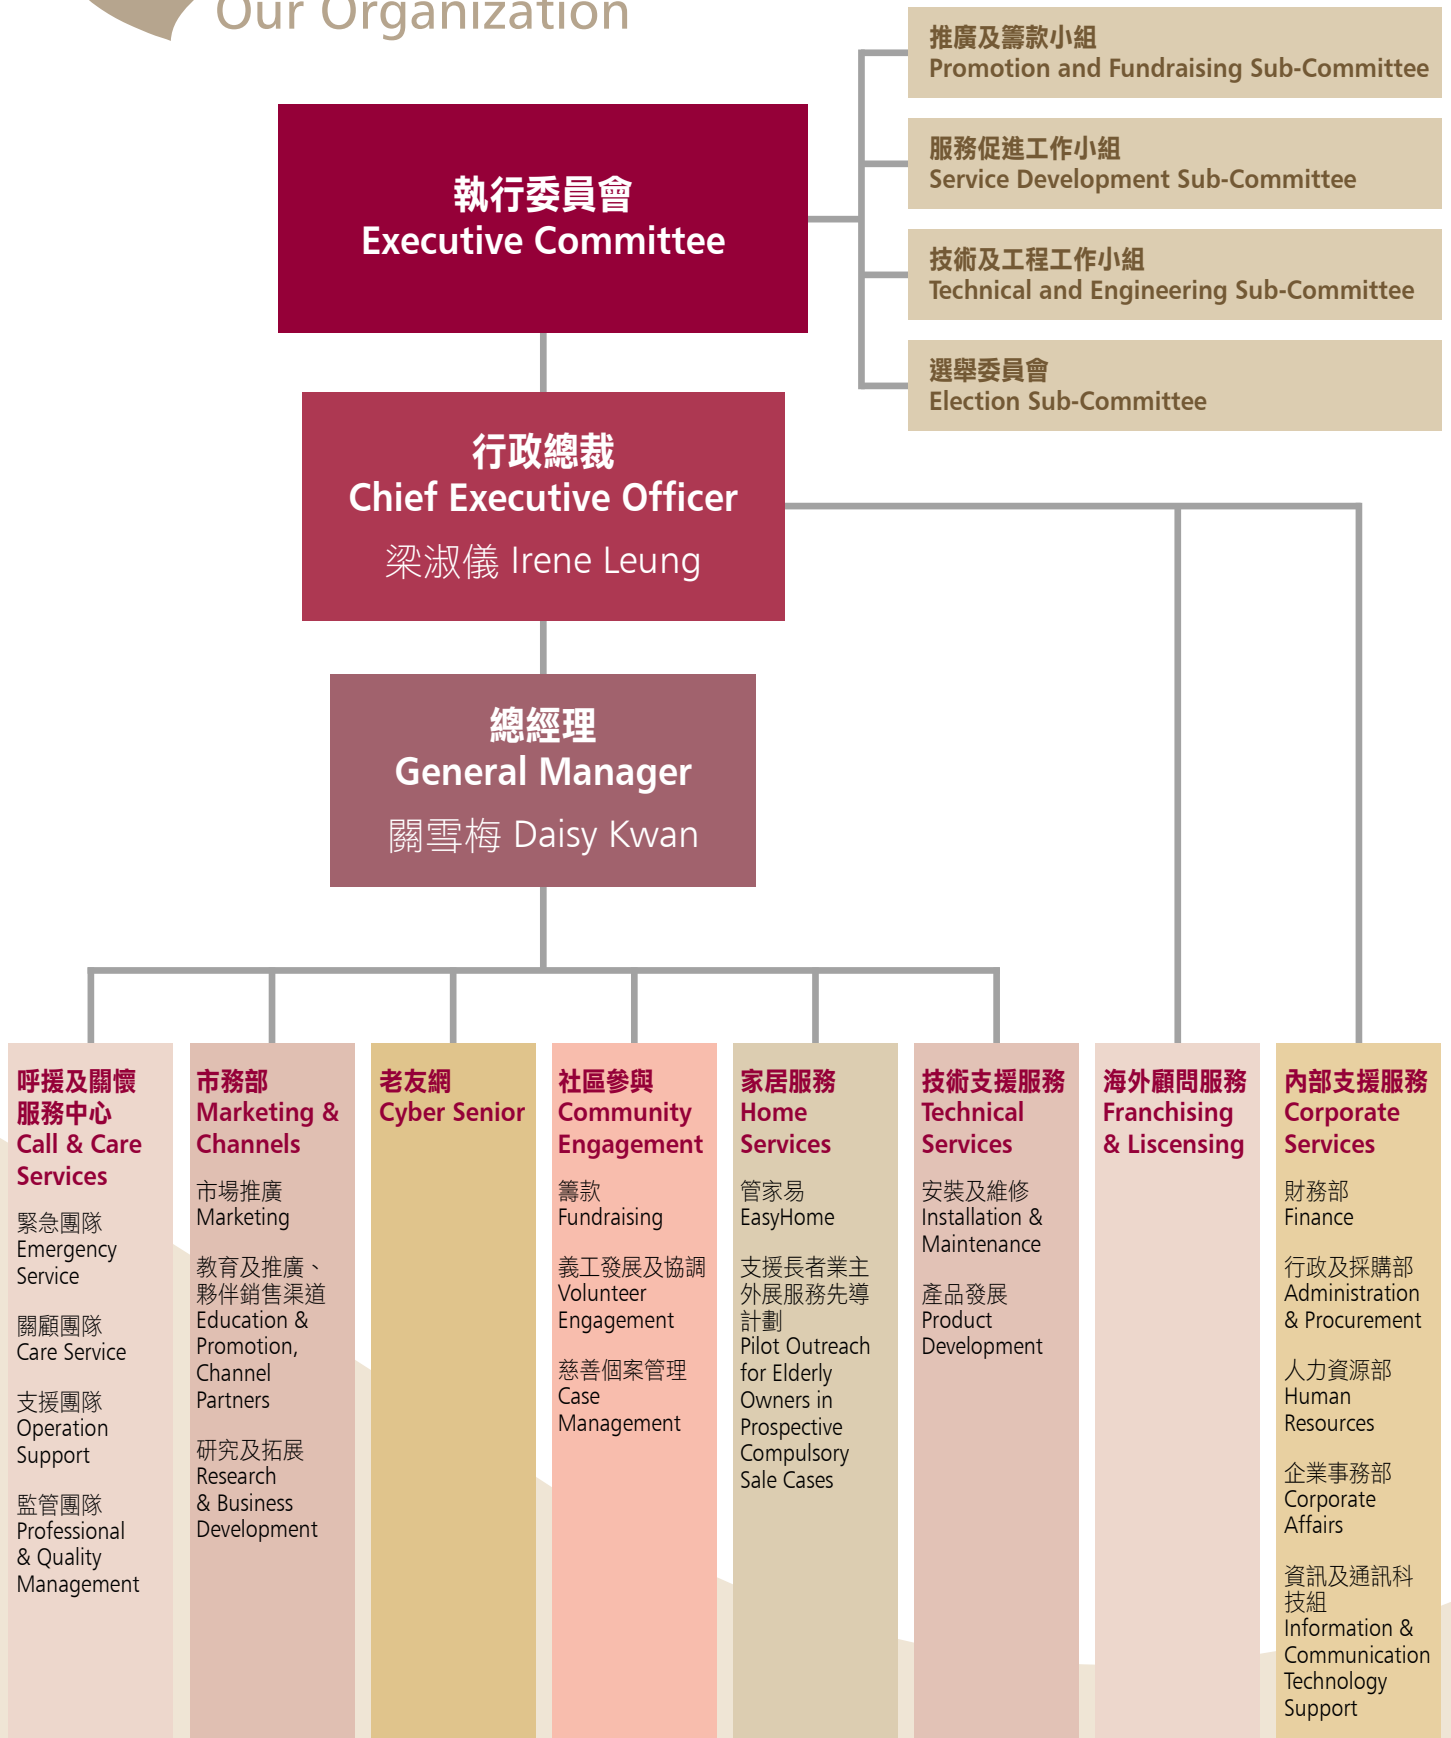 Our Organization
推廣及籌款小組
Promotion and Fundraising Sub-Committee
服務促進工作小組
Service Development Sub-Committee
技術及工程工作小組
Technical and Engineering Sub-Committee
選舉委員會
Election Sub-Committee
執行委員會
Executive Committee
行政總裁
Chief Executive Officer
梁淑儀 Irene Leung
總經理
General Manager
關雪梅 Daisy Kwan
呼援及關懷
服務中心
Call & Care
Services
緊急團隊
Emergency
Service
關顧團隊
Care Service
支援團隊
Operation
Support
監管團隊
Professional
& Quality
Management
市務部
Marketing &
Channels
市場推廣
Marketing
教育及推廣、
夥伴銷售渠道
Education &
Promotion,
Channel
Partners
研究及拓展
Research
& Business
Development
老友網
Cyber Senior
社區參與
Community
Engagement
籌款
Fundraising
義工發展及協調
Volunteer
Engagement
慈善個案管理
Case
Management
家居服務
Home
Services
管家易
EasyHome
支援長者業主
外展服務先導
計劃
Pilot Outreach
for Elderly
Owners in
Prospective
Compulsory
Sale Cases
技術支援服務
Technical
Services
安裝及維修
Installation &
Maintenance
產品發展
Product
Development
海外顧問服務
Franchising
& Liscensing
內部支援服務
Corporate
Services
財務部
Finance
行政及採購部
Administration
& Procurement
人力資源部
Human
Resources
企業事務部
Corporate
Affairs
資訊及通訊科
技組
Information &
Communication
Technology
Support